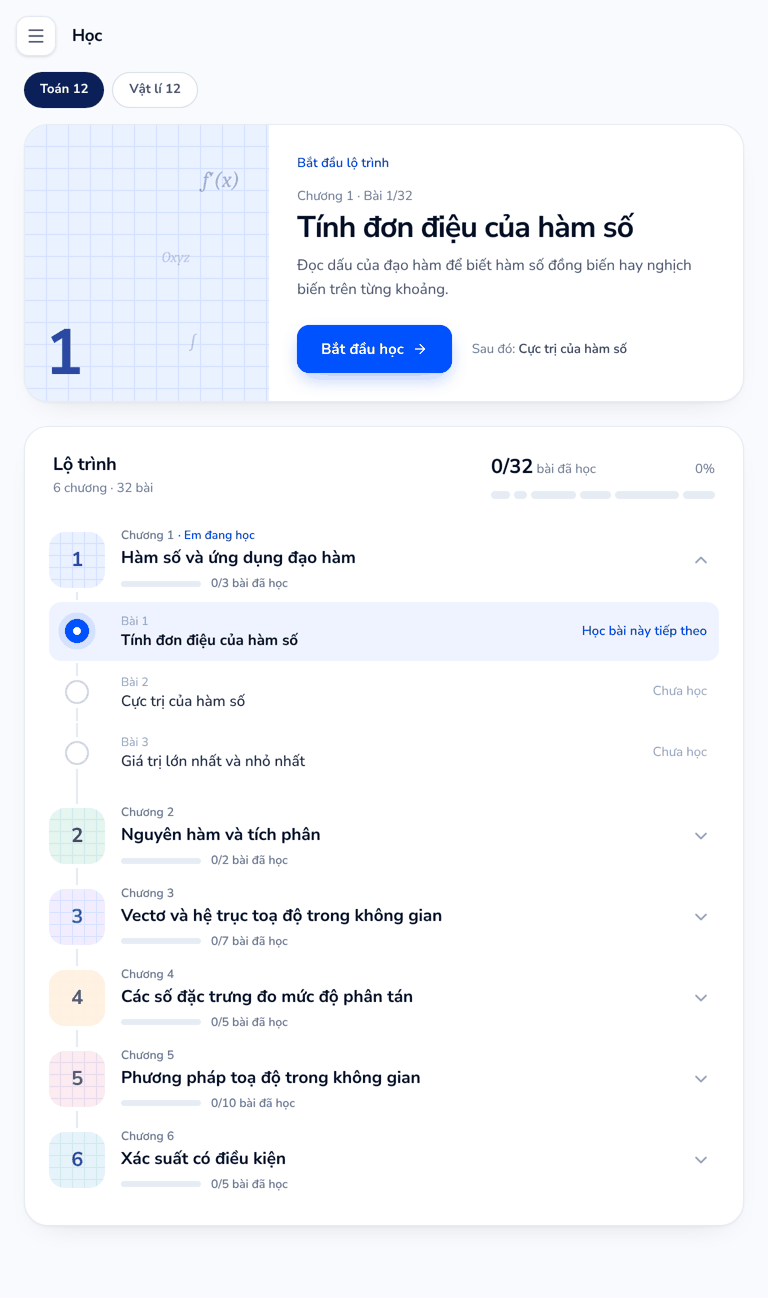 Học
Toán 12
Vật lí 12
f′(x)
Oxyz
∫
1
Bắt đầu lộ trình
Chương 1 · Bài 1/32
Tính đơn điệu của hàm số
Đọc dấu của đạo hàm để biết hàm số đồng biến hay nghịch
biến trên từng khoảng.
Bắt đầu học →
Sau đó: Cực trị của hàm số
Lộ trình
6 chương · 32 bài
0/32 bài đã học
0%
1
Chương 1 · Em đang học
Hàm số và ứng dụng đạo hàm
0/3 bài đã học
Bài 1
Tính đơn điệu của hàm số
Học bài này tiếp theo
Bài 2
Cực trị của hàm số
Chưa học
Bài 3
Giá trị lớn nhất và nhỏ nhất
Chưa học
2
Chương 2
Nguyên hàm và tích phân
0/2 bài đã học
3
Chương 3
Vectơ và hệ trục toạ độ trong không gian
0/7 bài đã học
4
Chương 4
Các số đặc trưng đo mức độ phân tán
0/5 bài đã học
5
Chương 5
Phương pháp toạ độ trong không gian
0/10 bài đã học
6
Chương 6
Xác suất có điều kiện
0/5 bài đã học